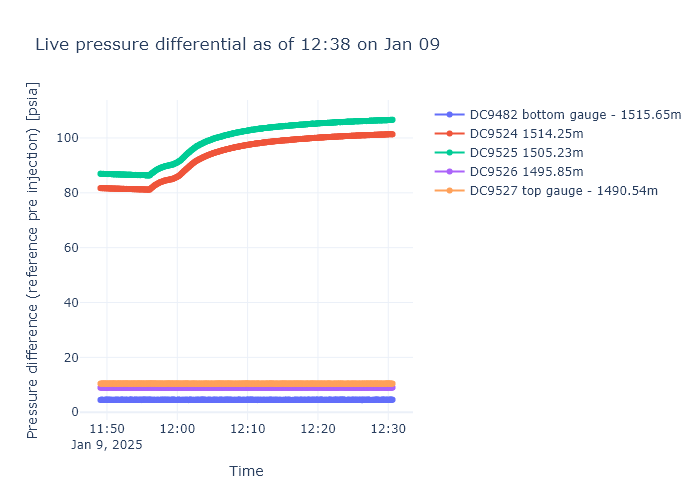 Live pressure differential as of 12:38 on Jan 09
Pressure difference (reference pre injection) [psia]
100
80
60
40
20
0
11:50
12:00
12:10
12:20
12:30
Jan 9, 2025
Time
DC9482 bottom gauge - 1515.65m
DC9524 1514.25m
DC9525 1505.23m
DC9526 1495.85m
DC9527 top gauge - 1490.54m